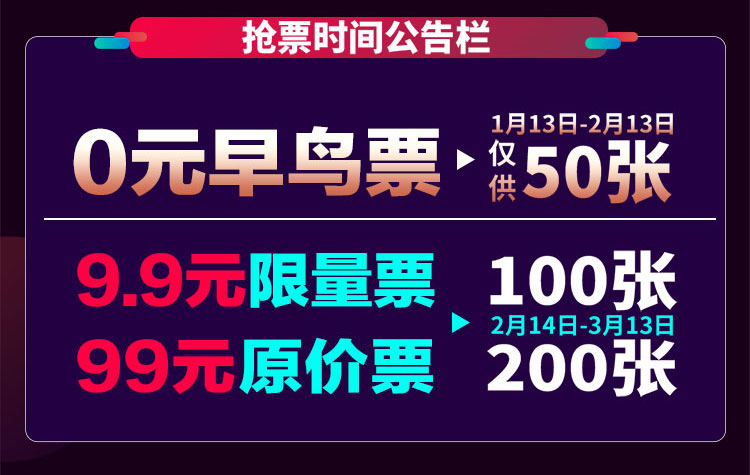 抢票时间公告栏
0元早鸟票
1月13日-2月13日
仅供50张
9.9元限量票
100张
2月14日-3月13日
99元原价票
200张